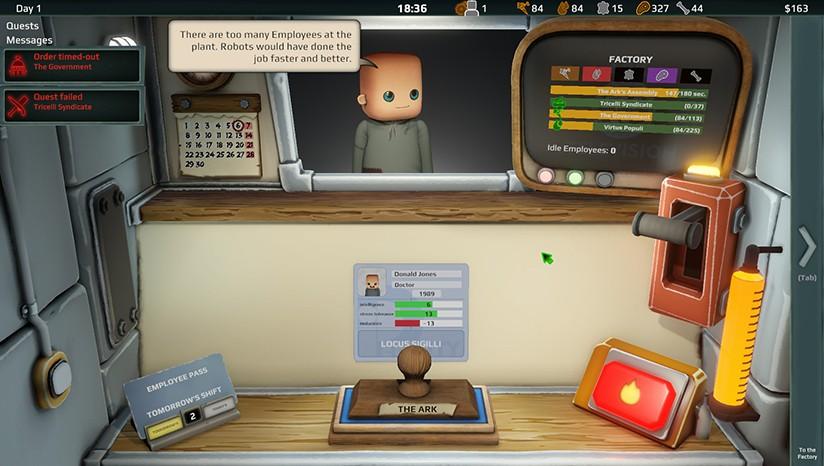 Day 1
18:36
1
84
84
15
327
44
$163
Quests
Messages
Order timed-out
The Government
Quest failed
Tricelli Syndicate
There are too many Employees at the
plant. Robots would have done the
job faster and better.
1 2 3 4 5 6 7
8 9 10 11 12 13 14
15 16 17 18 19 20 21
22 23 24 25 26 27 28
29 30
FACTORY
The Ark's Assembly 147/180 sec.
Tricelli Syndicate (0/37)
The Government (84/113)
Virtus Populi (84/225)
Idle Employees: 0
(Tab)
Donald Jones
Doctor
1989
intelligence 6
stress tolerance 13
mutation -13
LOCUS SIGILLI
EMPLOYEE PASS
TOMORROW'S SHIFT
2
THE ARK
To the
Factory